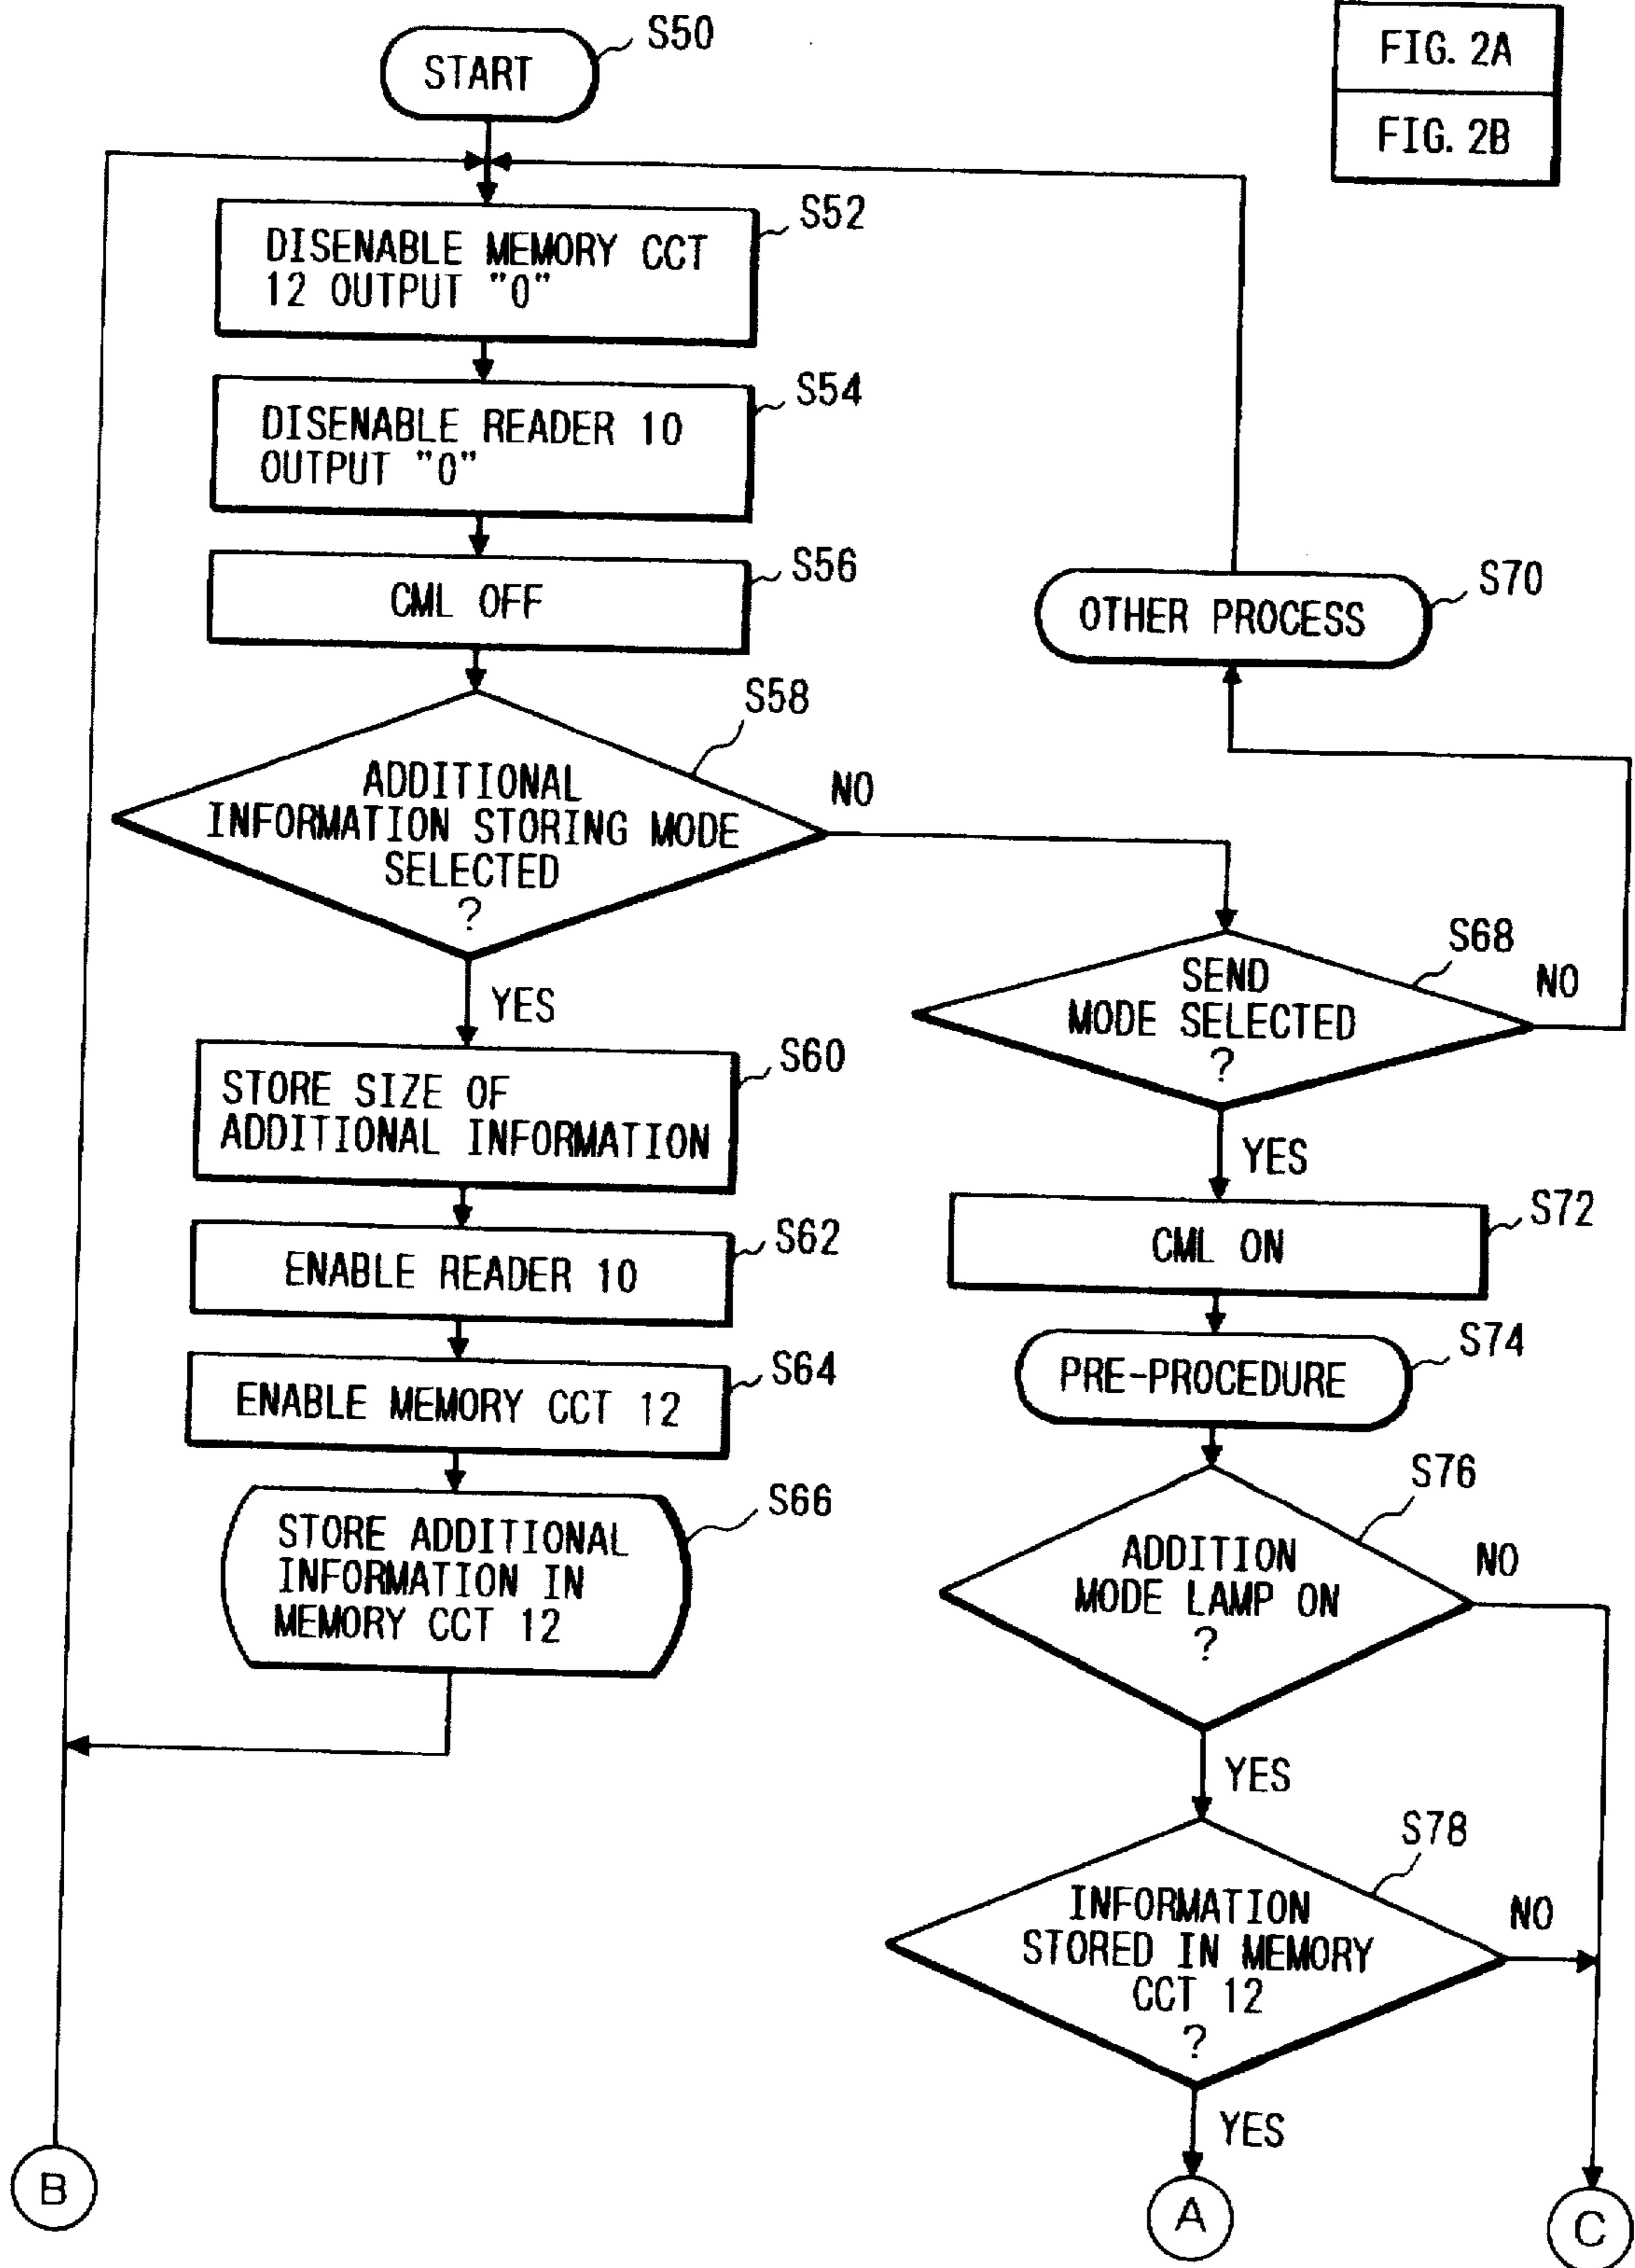 FIG. 2A
FIG. 2B
START
S50
DISENABLE MEMORY CCT
12 OUTPUT "0"
S52
DISENABLE READER 10
OUTPUT "0"
S54
CML OFF
S56
ADDITIONAL
INFORMATION STORING MODE
SELECTED
?
S58
NO
YES
STORE SIZE OF
ADDITIONAL INFORMATION
S60
ENABLE READER 10
S62
ENABLE MEMORY CCT 12
S64
STORE ADDITIONAL
INFORMATION IN
MEMORY CCT 12
S66
B
OTHER PROCESS
S70
SEND
MODE SELECTED
?
S68
NO
YES
CML ON
S72
PRE-PROCEDURE
S74
ADDITION
MODE LAMP ON
?
S76
NO
YES
INFORMATION
STORED IN MEMORY
CCT 12
?
S78
NO
YES
A
C